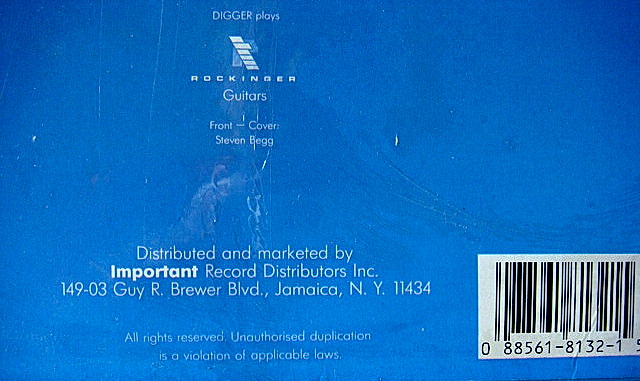 DIGGER plays
ROCKINGER
Guitars
Front — Cover:
Steven Begg
Distributed and marketed by
Important Record Distributors Inc.
149-03 Guy R. Brewer Blvd., Jamaica, N. Y. 11434
All rights reserved. Unauthorised duplication
is a violation of applicable laws.
0 88561-8132-1 5